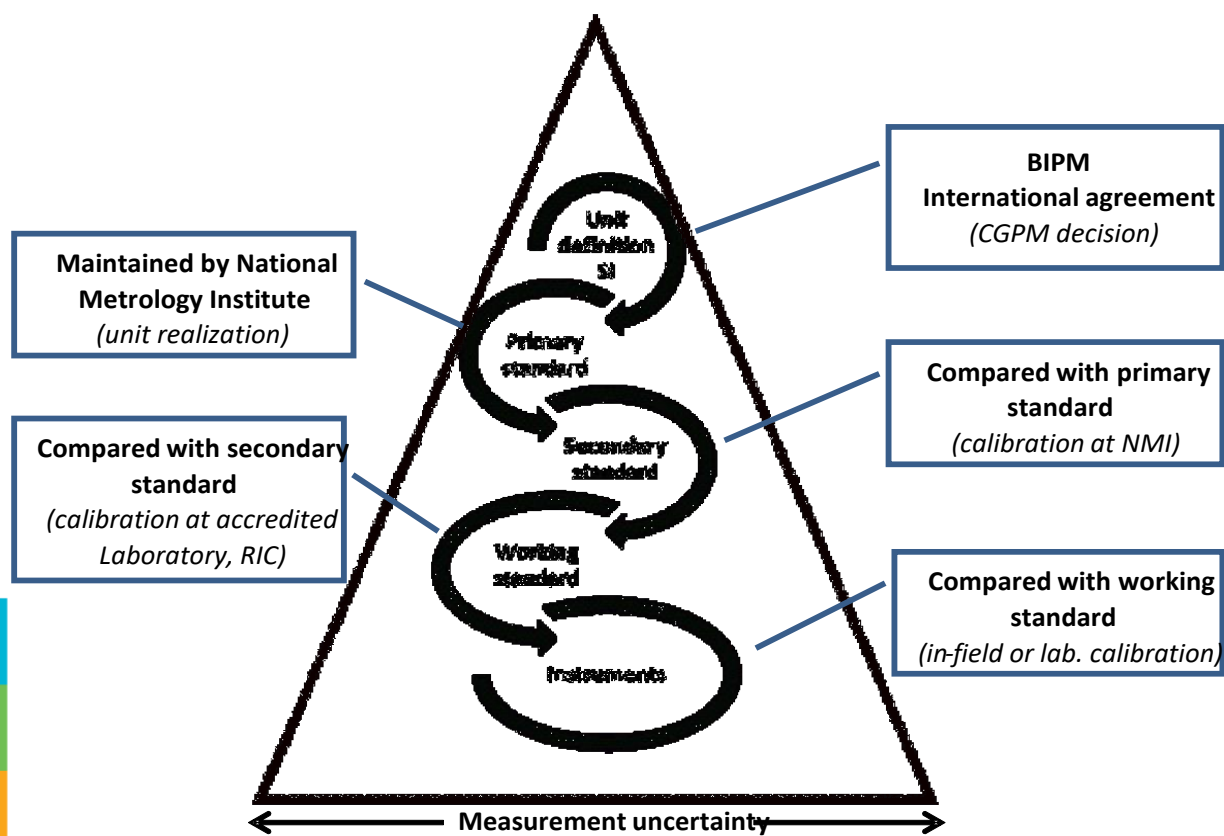 Unit
definition
SI
BIPM
International agreement
(CGPM decision)
Maintained by National
Metrology Institute
(unit realization)
Primary
standard
Compared with primary
standard
(calibration at NMI)
Secondary
standard
Compared with secondary
standard
(calibration at accredited
Laboratory, RIC)
Working
standard
Compared with working
standard
(in-field or lab. calibration)
Instruments
Measurement uncertainty